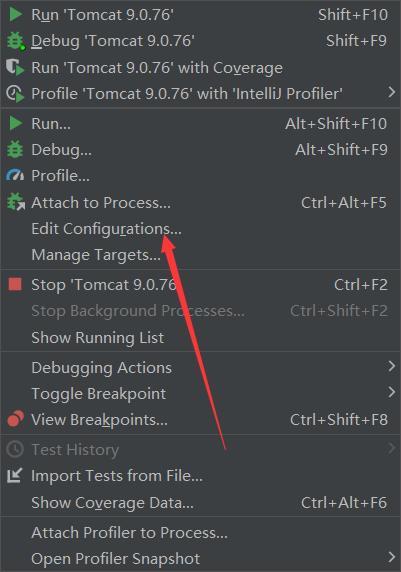 Run 'Tomcat 9.0.76' Shift+F10
Debug 'Tomcat 9.0.76' Shift+F9
Run 'Tomcat 9.0.76' with Coverage
Profile 'Tomcat 9.0.76' with 'IntelliJ Profiler'
Run... Alt+Shift+F10
Debug... Alt+Shift+F9
Profile...
Attach to Process... Ctrl+Alt+F5
Edit Configurations...
Manage Targets...
Stop 'Tomcat 9.0.76' Ctrl+F2
Stop Background Processes... Ctrl+Shift+F2
Show Running List
Debugging Actions
Toggle Breakpoint
View Breakpoints... Ctrl+Shift+F8
Test History
Import Tests from File...
Show Coverage Data... Ctrl+Alt+F6
Attach Profiler to Process...
Open Profiler Snapshot